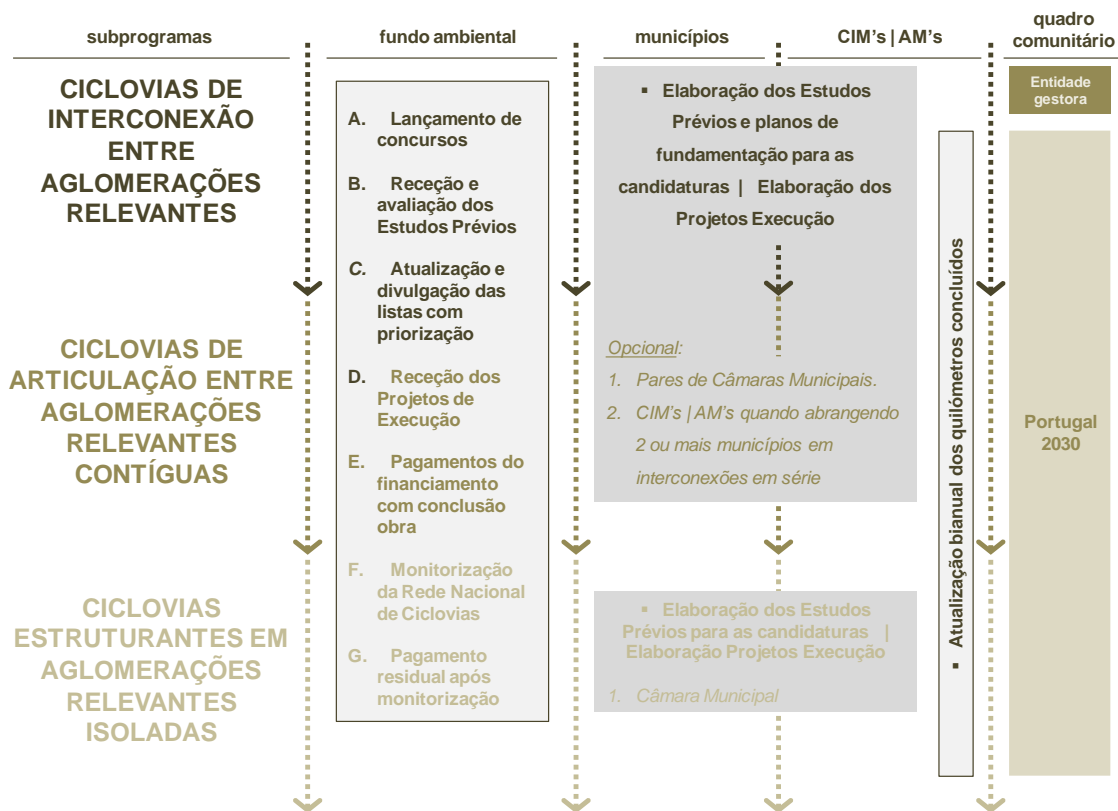 subprogramas
fundo ambiental
municípios
CIM's | AM's
quadro
comunitário
CICLOVIAS DE
INTERCONEXÃO
ENTRE
AGLOMERAÇÕES
RELEVANTES
CICLOVIAS DE
ARTICULAÇÃO ENTRE
AGLOMERAÇÕES
RELEVANTES
CONTÍGUAS
CICLOVIAS
ESTRUTURANTES EM
AGLOMERAÇÕES
RELEVANTES
ISOLADAS
A. Lançamento de
concursos
B. Receção e
avaliação dos
Estudos Prévios
C. Atualização e
divulgação das
listas com
priorização
D. Receção dos
Projetos de
Execução
E. Pagamentos do
financiamento
com conclusão
obra
F. Monitorização
da Rede Nacional
de Ciclovias
G. Pagamento
residual após
monitorização
▪ Elaboração dos Estudos
Prévios e planos de
fundamentação para as
candidaturas | Elaboração dos
Projetos Execução
Opcional:
1. Pares de Câmaras Municipais.
2. CIM's | AM's quando abrangendo
2 ou mais municípios em
interconexões em série
▪ Elaboração dos Estudos
Prévios para as candidaturas |
Elaboração Projetos Execução
1. Câmara Municipal
▪ Atualização bianual dos quilómetros concluídos
Entidade
gestora
Portugal
2030